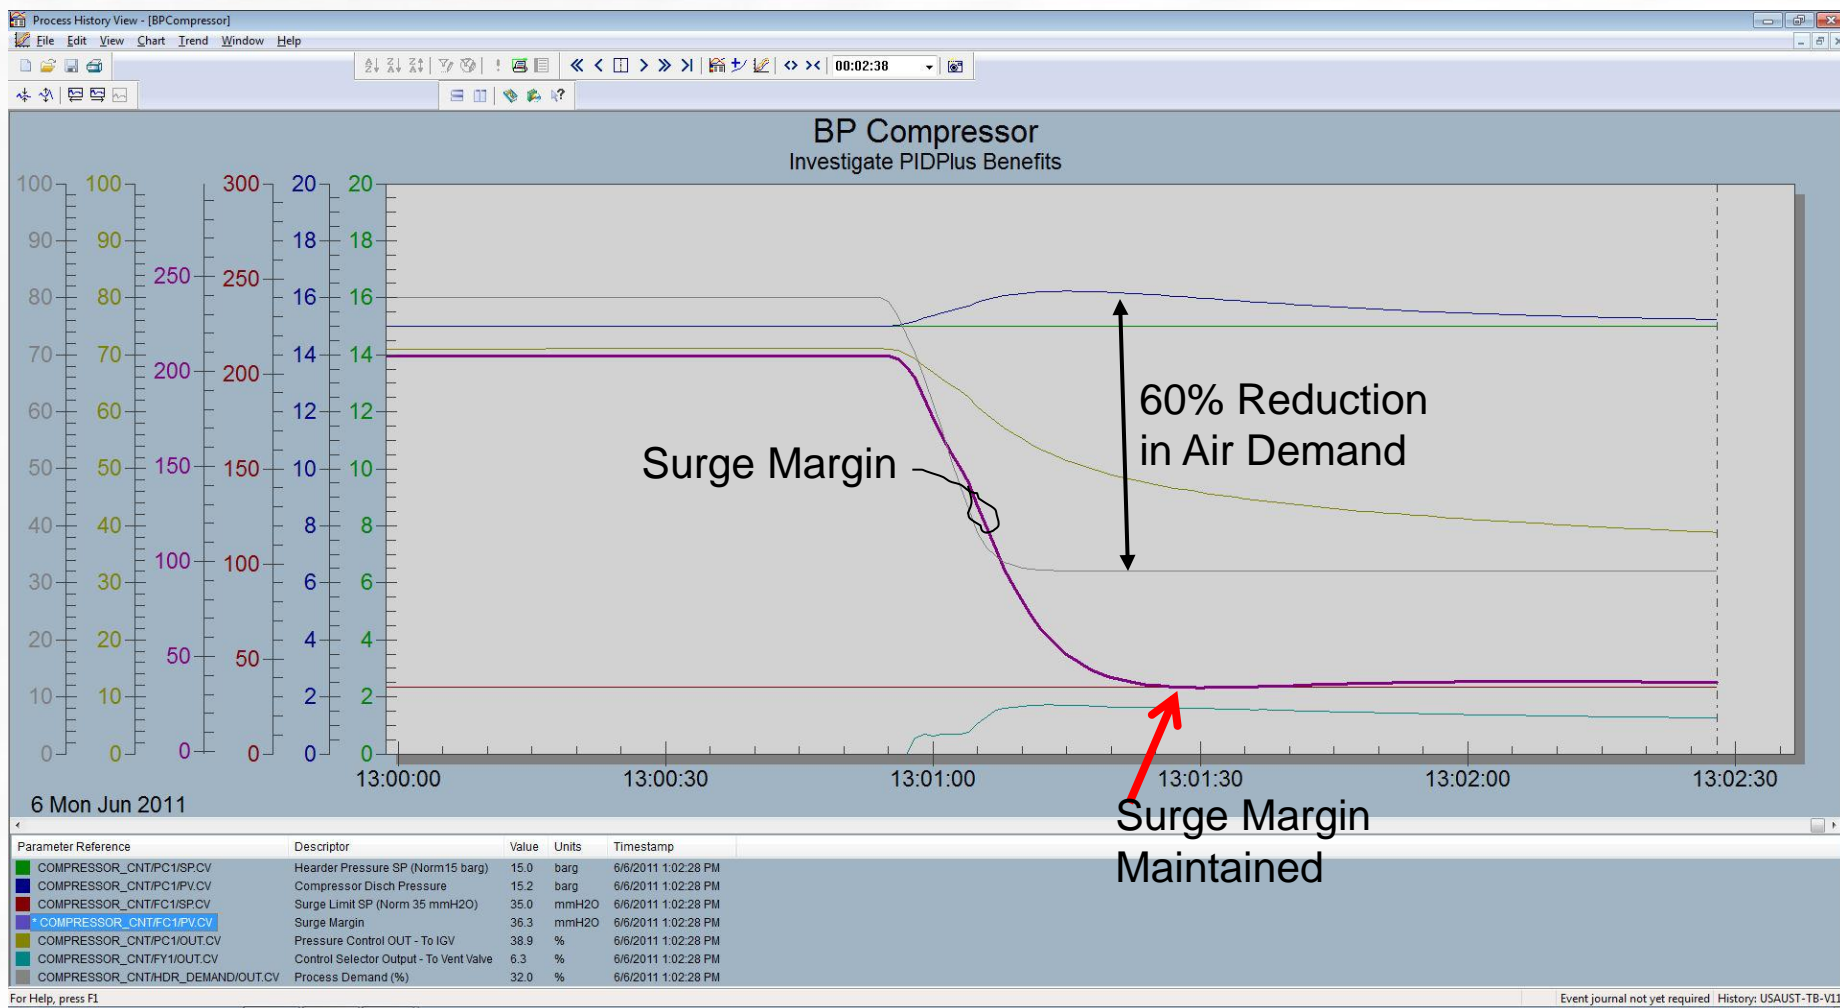 Process History View - [BPCompressor]
File Edit View Chart Trend Window Help
00:02:38
BP Compressor
Investigate PIDPlus Benefits
100 100 300 20 20
90 90 250 250 18 18
80 80 16 16
70 70 200 200 14 14
60 60 12 12
50 50 150 150 10 10
40 40 8 8
30 30 100 100 6 6
20 20 50 50 4 4
10 10 2 2
0 0 0 0 0 0
60% Reduction
in Air Demand
Surge Margin
13:00:00 13:00:30 13:01:00 13:01:30 13:02:00 13:02:30
6 Mon Jun 2011
Surge Margin
Maintained
Parameter Reference Descriptor Value Units Timestamp
COMPRESSOR_CNT/PC1/SP.CV Hearder Pressure SP (Norm15 barg) 15.0 barg 6/6/2011 1:02:28 PM
COMPRESSOR_CNT/PC1/PV.CV Compressor Disch Pressure 15.2 barg 6/6/2011 1:02:28 PM
COMPRESSOR_CNT/FC1/SP.CV Surge Limit SP (Norm 35 mmH2O) 35.0 mmH2O 6/6/2011 1:02:28 PM
* COMPRESSOR_CNT/FC1/PV.CV Surge Margin 36.3 mmH2O 6/6/2011 1:02:28 PM
COMPRESSOR_CNT/PC1/OUT.CV Pressure Control OUT - To IGV 38.9 % 6/6/2011 1:02:28 PM
COMPRESSOR_CNT/FY1/OUT.CV Control Selector Output - To Vent Valve 6.3 % 6/6/2011 1:02:28 PM
COMPRESSOR_CNT/HDR_DEMAND/OUT.CV Process Demand (%) 32.0 % 6/6/2011 1:02:28 PM
For Help, press F1 Event journal not yet required History: USAUST-TB-V11